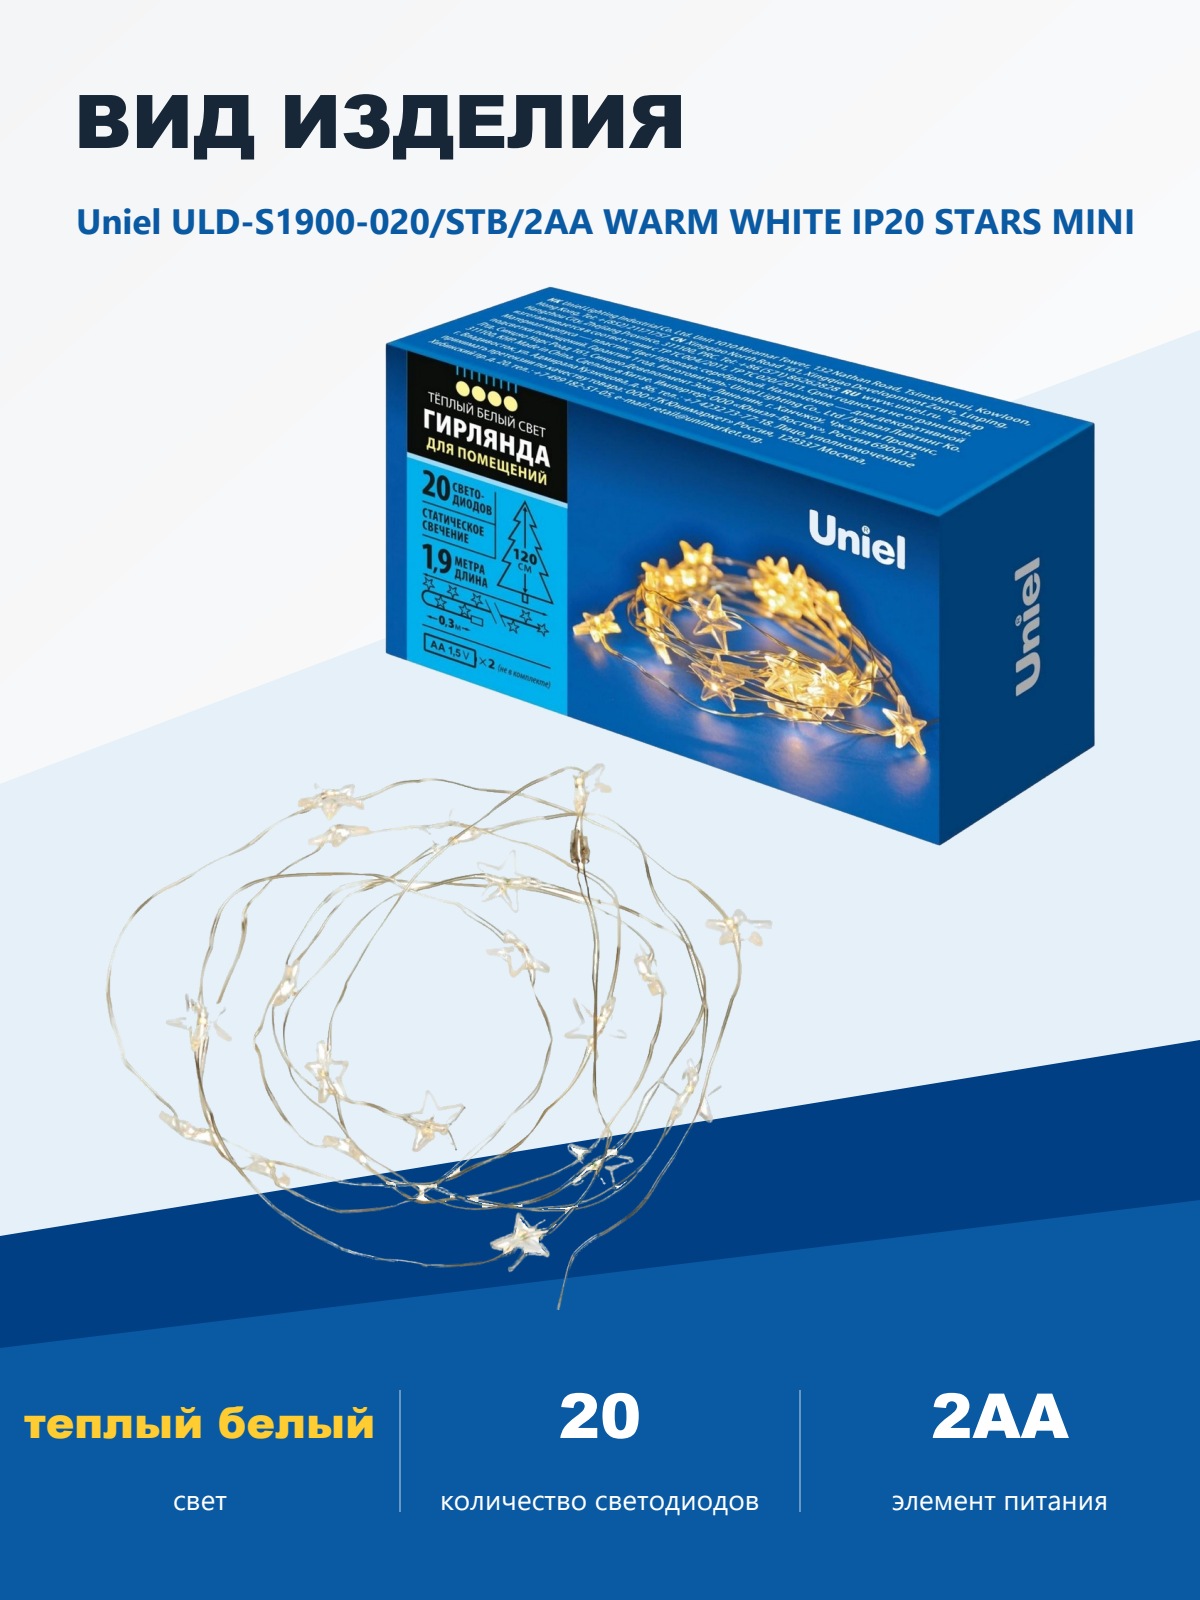 ВИД ИЗДЕЛИЯ
Uniel ULD-S1900-020/STB/2AA WARM WHITE IP20 STARS MINI
ТЁПЛЫЙ БЕЛЫЙ СВЕТ
ГИРЛЯНДА
ДЛЯ ПОМЕЩЕНИЙ
20 СВЕТО-
ДИОДОВ
СТАТИЧЕСКОЕ
СВЕЧЕНИЕ
120
СМ
1,9 МЕТРА
ДЛИНА
0,3м
AA 1,5 V ×2 (не в комплекте)
Uniel
Uniel
теплый белый
свет
20
количество светодиодов
2AA
элемент питания